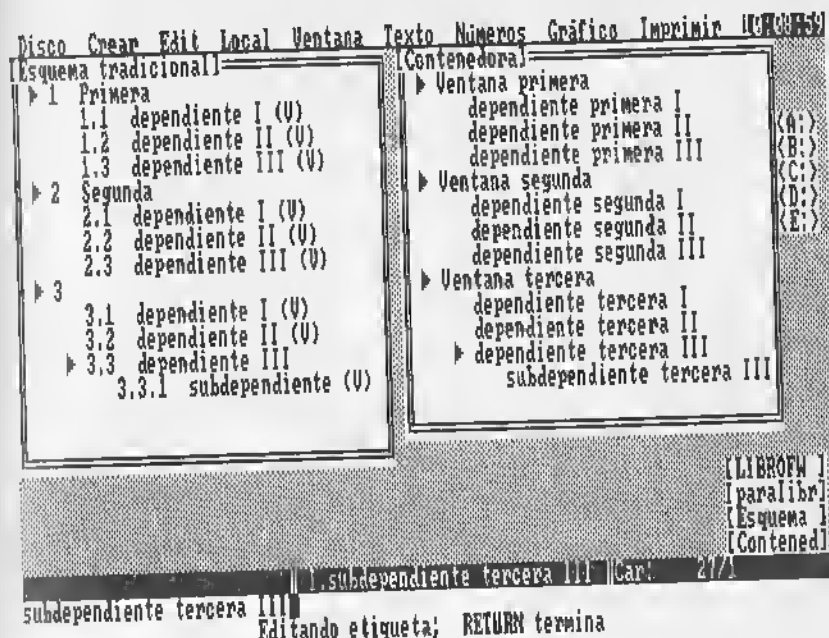 Disco Crear Edit Local Ventana Texto Números Gráfico Imprimir
[Esquema tradicional]
▶ 1 Primera
1.1 dependiente I (V)
1.2 dependiente II (V)
1.3 dependiente III (V)
▶ 2 Segunda
2.1 dependiente I (V)
2.2 dependiente II (V)
2.3 dependiente III (V)
▶ 3
3.1 dependiente I (V)
3.2 dependiente II (V)
▶ 3.3 dependiente III
3.3.1 subdependiente (V)
[Contenedora]
▶ Ventana primera
dependiente primera I
dependiente primera II
dependiente primera III
▶ Ventana segunda
dependiente segunda I
dependiente segunda II
dependiente segunda III
▶ Ventana tercera
dependiente tercera I
dependiente tercera II
▶ dependiente tercera III
subdependiente tercera III
<A:>
<B:>
<C:>
<D:>
<E:>
[LIBROFW ]
[paralibr]
[Esquema ]
[Contened]
1.subdependiente tercera III Car: 27/1
subdependiente tercera III
Editando etiqueta; RETURN termina